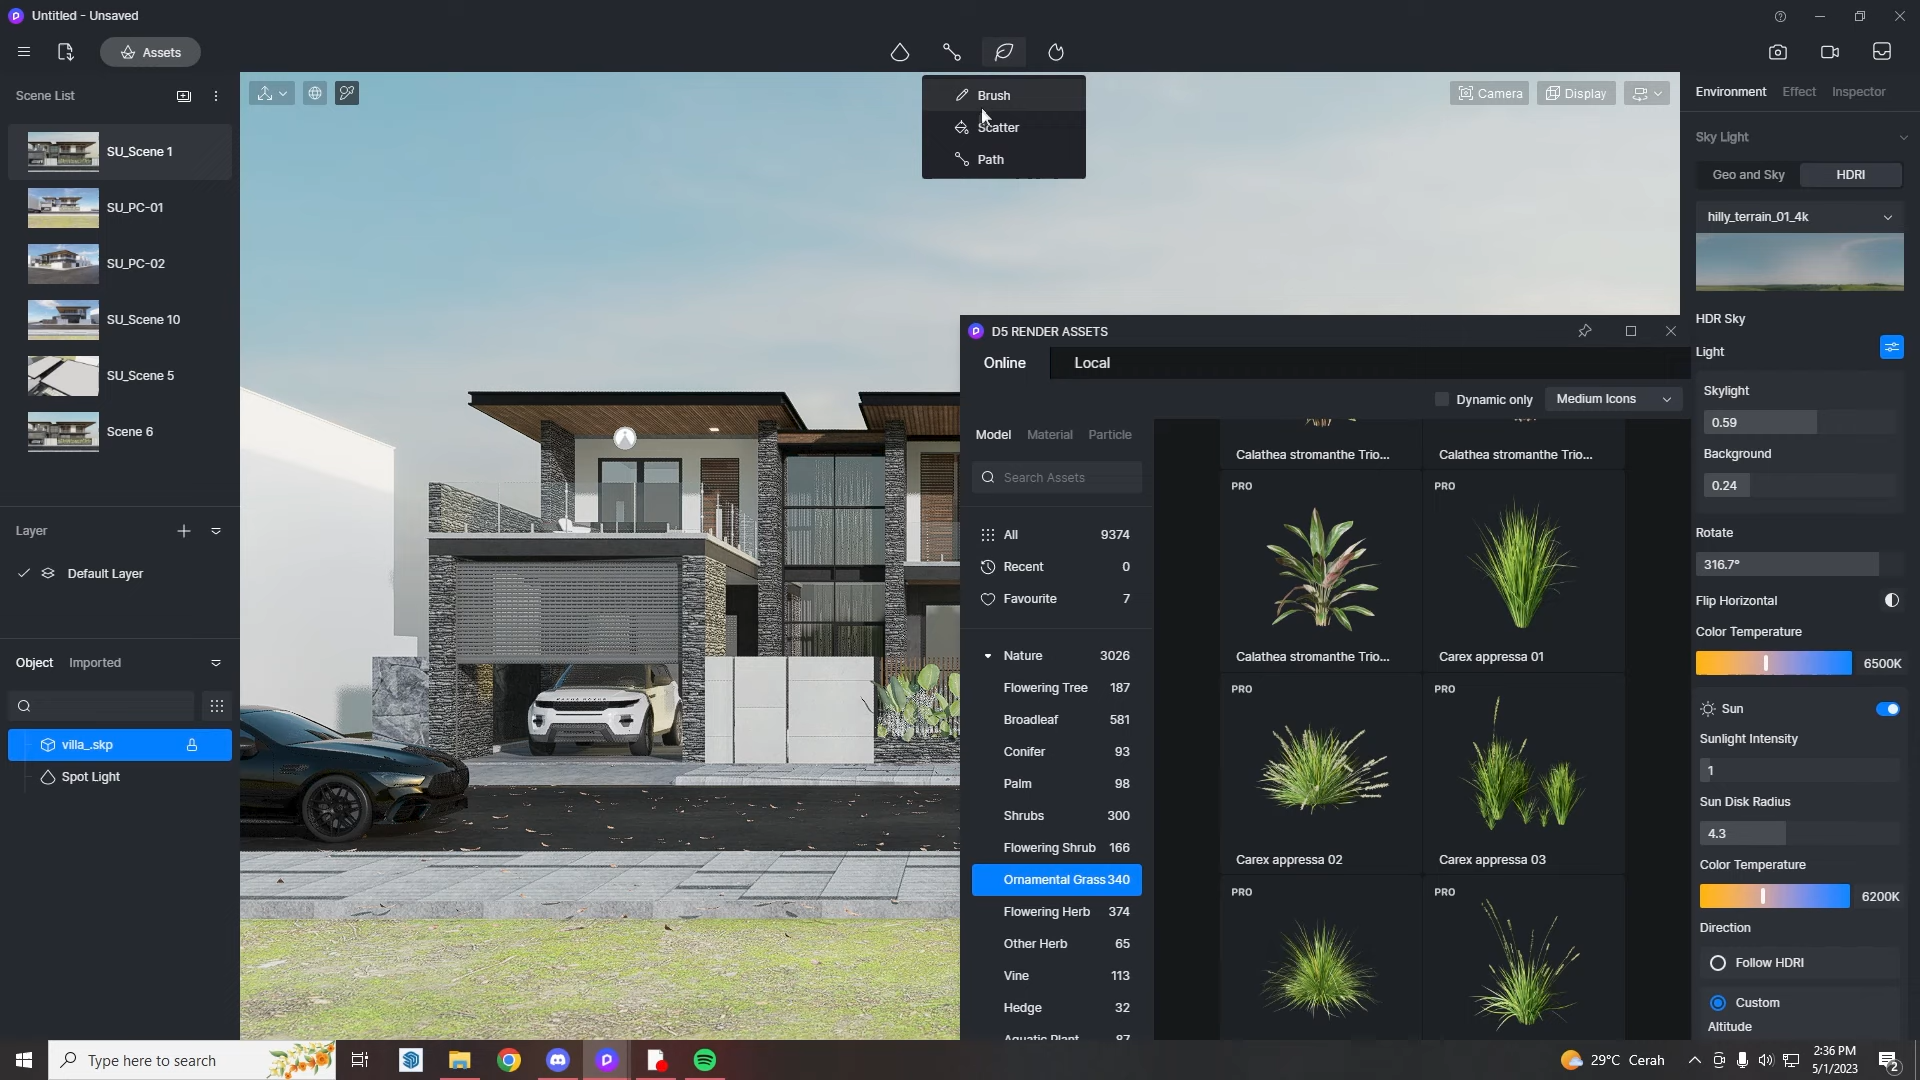 Untitled - Unsaved
Assets
Scene List
SU_Scene 1
SU_PC-01
SU_PC-02
SU_Scene 10
SU_Scene 5
Scene 6
Layer
Default Layer
Object Imported
villa_.skp
Spot Light
Brush
Scatter
Path
Camera Display
D5 RENDER ASSETS
Online Local
Dynamic only Medium Icons
Model Material Particle
Search Assets
All 9374
Recent 0
Favourite 7
Nature 3026
Flowering Tree 187
Broadleaf 581
Conifer 93
Palm 98
Shrubs 300
Flowering Shrub 166
Ornamental Grass 340
Flowering Herb 374
Other Herb 65
Vine 113
Hedge 32
Aquatic Plant 87
Calathea stromanthe Trio... Calathea stromanthe Trio...
PRO PRO
Calathea stromanthe Trio... Carex appressa 01
PRO PRO
Carex appressa 02 Carex appressa 03
PRO PRO
Environment Effect Inspector
Sky Light
Geo and Sky HDRI
hilly_terrain_01_4k
HDR Sky
Light
Skylight
0.59
Background
0.24
Rotate
316.7°
Flip Horizontal
Color Temperature
6500K
Sun
Sunlight Intensity
1
Sun Disk Radius
4.3
Color Temperature
6200K
Direction
Follow HDRI
Custom
Altitude
Type here to search
29°C Cerah
2:36 PM
5/1/2023
2